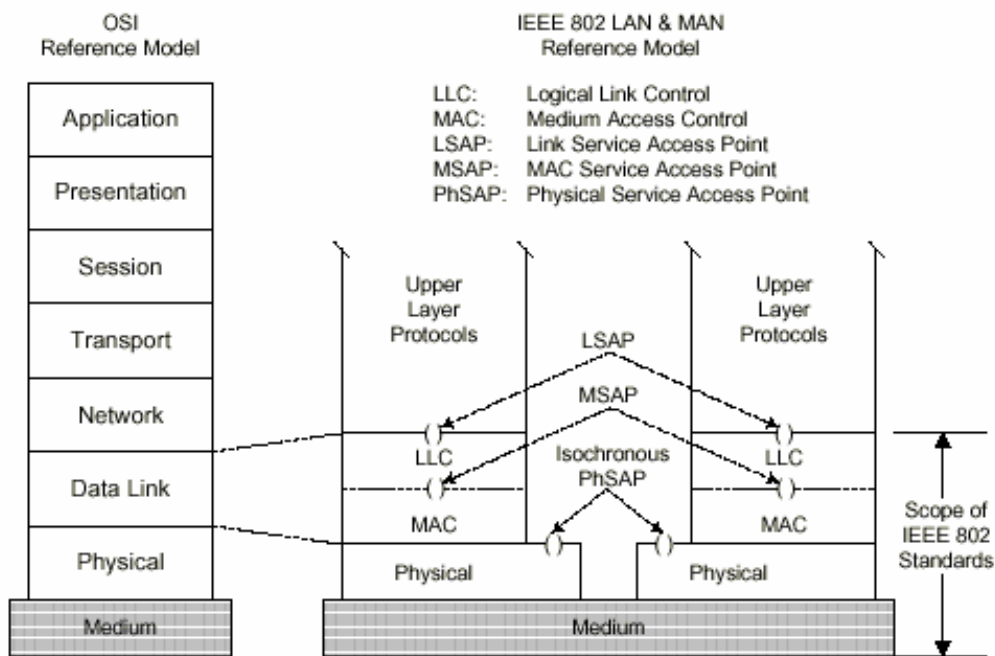 OSI
Reference Model
IEEE 802 LAN & MAN
Reference Model
LLC: Logical Link Control
MAC: Medium Access Control
LSAP: Link Service Access Point
MSAP: MAC Service Access Point
PhSAP: Physical Service Access Point
Application
Presentation
Session
Transport
Network
Data Link
Physical
Medium
Upper
Layer
Protocols
LLC
MAC
Physical
LSAP
MSAP
Isochronous
PhSAP
Upper
Layer
Protocols
LLC
MAC
Physical
Medium
Scope of
IEEE 802
Standards